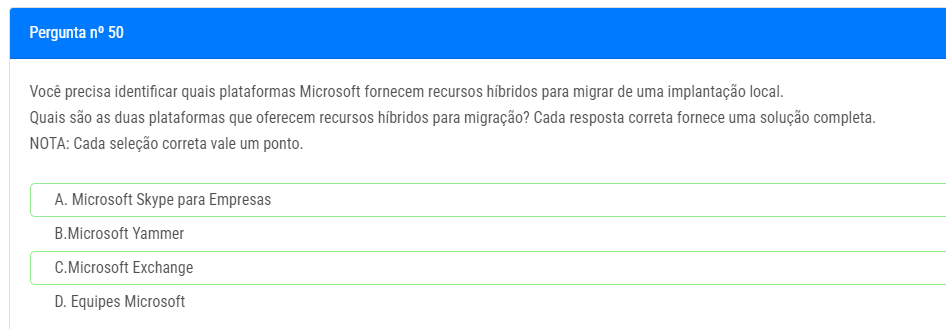 Pergunta nº 50
Você precisa identificar quais plataformas Microsoft fornecem recursos híbridos para migrar de uma implantação local.
Quais são as duas plataformas que oferecem recursos híbridos para migração? Cada resposta correta fornece uma solução completa.
NOTA: Cada seleção correta vale um ponto.
A. Microsoft Skype para Empresas
B.Microsoft Yammer
C.Microsoft Exchange
D. Equipes Microsoft